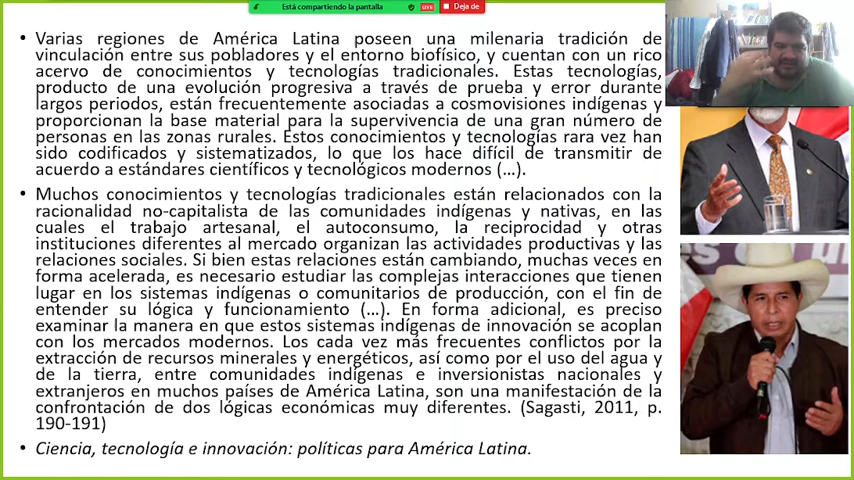 Está compartiendo la pantalla
LIVE
Deja de
• Varias regiones de América Latina poseen una milenaria tradición de
vinculación entre sus pobladores y el entorno biofísico, y cuentan con un rico
acervo de conocimientos y tecnologías tradicionales. Estas tecnologías,
producto de una evolución progresiva a través de prueba y error durante
largos periodos, están frecuentemente asociadas a cosmovisiones indígenas y
proporcionan la base material para la supervivencia de una gran número de
personas en las zonas rurales. Estos conocimientos y tecnologías rara vez han
sido codificados y sistematizados, lo que los hace difícil de transmitir de
acuerdo a estándares científicos y tecnológicos modernos (...).
• Muchos conocimientos y tecnologías tradicionales están relacionados con la
racionalidad no-capitalista de las comunidades indígenas y nativas, en las
cuales el trabajo artesanal, el autoconsumo, la reciprocidad y otras
instituciones diferentes al mercado organizan las actividades productivas y las
relaciones sociales. Si bien estas relaciones están cambiando, muchas veces en
forma acelerada, es necesario estudiar las complejas interacciones que tienen
lugar en los sistemas indígenas o comunitarios de producción, con el fin de
entender su lógica y funcionamiento (...). En forma adicional, es preciso
examinar la manera en que estos sistemas indígenas de innovación se acoplan
con los mercados modernos. Los cada vez más frecuentes conflictos por la
extracción de recursos minerales y energéticos, así como por el uso del agua y
de la tierra, entre comunidades indígenas e inversionistas nacionales y
extranjeros en muchos países de América Latina, son una manifestación de la
confrontación de dos lógicas económicas muy diferentes. (Sagasti, 2011, p.
190-191)
• Ciencia, tecnología e innovación: políticas para América Latina.